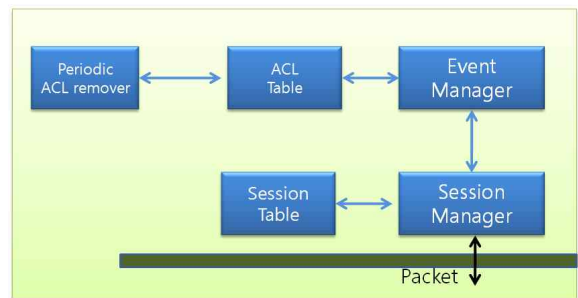 Periodic
ACL remover
ACL
Table
Event
Manager
Session
Table
Session
Manager
Packet